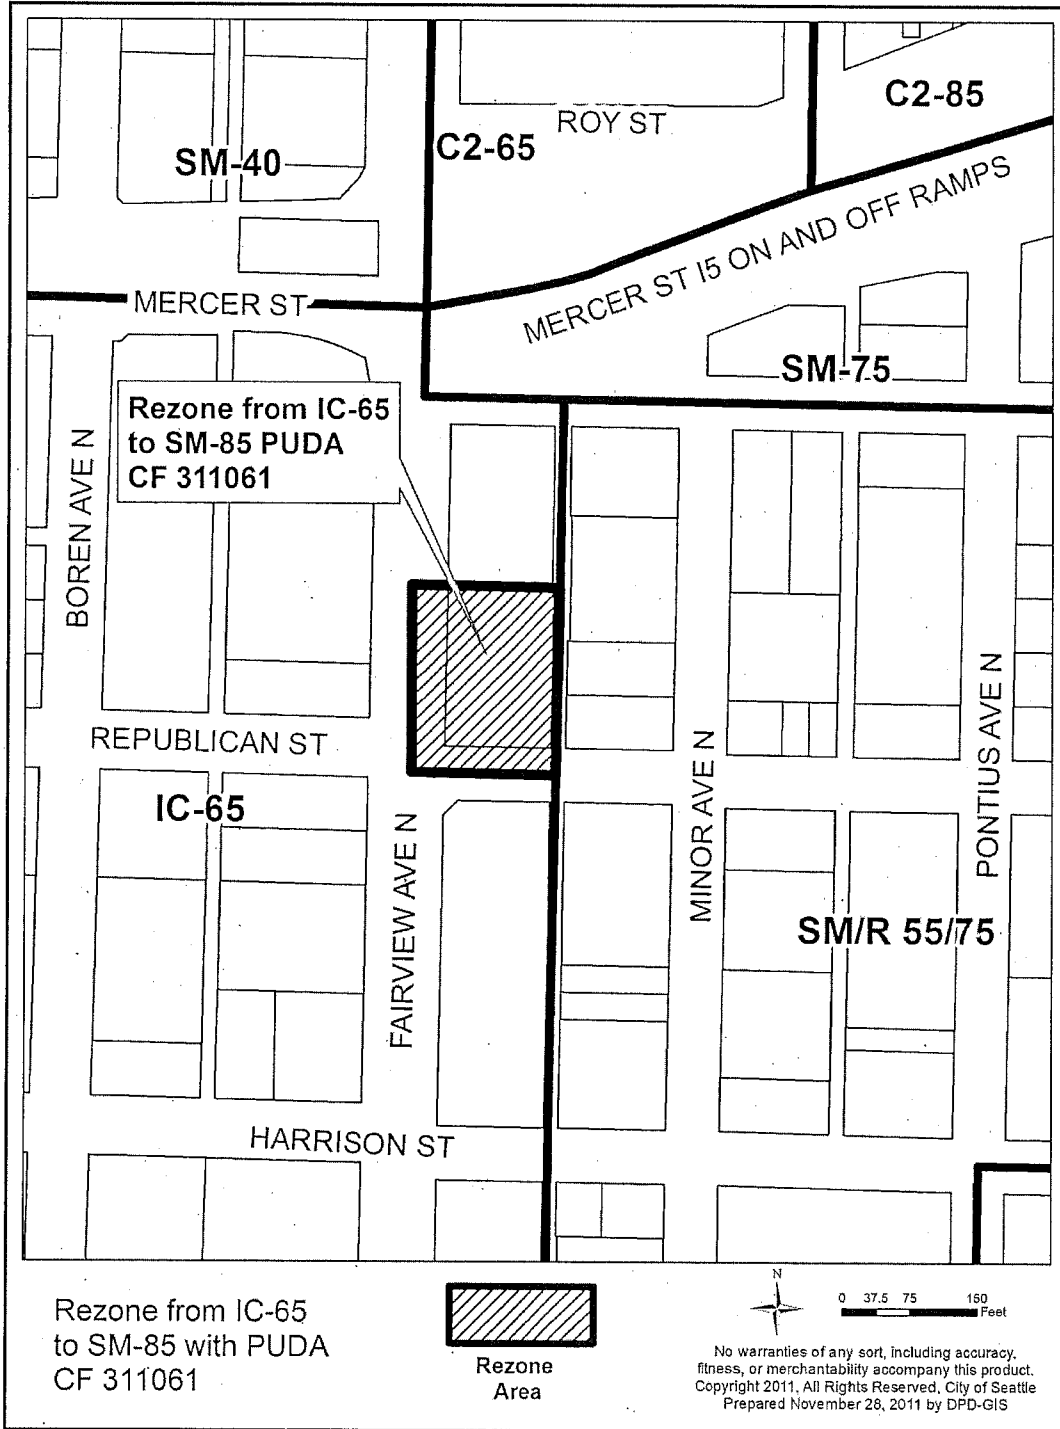 C2-85
ROY ST
C2-65
SM-40
MERCER ST I5 ON AND OFF RAMPS
MERCER ST
SM-75
Rezone from IC-65
to SM-85 PUDA
CF 311061
BOREN AVE N
REPUBLICAN ST
IC-65
FAIRVIEW AVE N
MINOR AVE N
PONTIUS AVE N
SM/R 55/75
HARRISON ST
Rezone from IC-65
to SM-85 with PUDA
CF 311061
Rezone
Area
N
0 37.5 75 150
Feet
No warranties of any sort, including accuracy,
fitness, or merchantability accompany this product.
Copyright 2011, All Rights Reserved, City of Seattle
Prepared November 28, 2011 by DPD-GIS